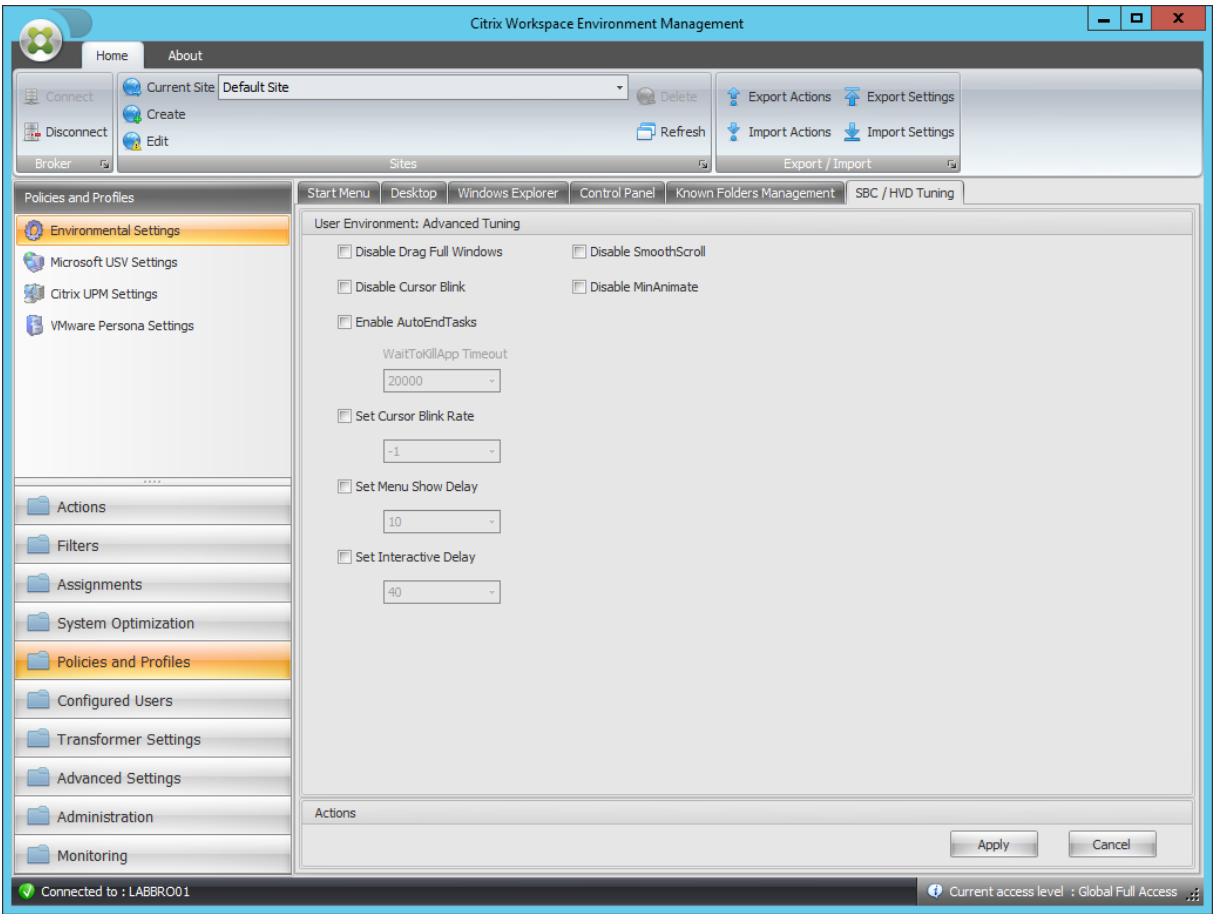 Citrix Workspace Environment Management
Home About
Connect
Disconnect
Broker
Current Site Default Site
Create
Edit
Delete
Refresh
Sites
Export Actions Export Settings
Import Actions Import Settings
Export / Import
Policies and Profiles
Environmental Settings
Microsoft USV Settings
Citrix UPM Settings
VMware Persona Settings
Actions
Filters
Assignments
System Optimization
Policies and Profiles
Configured Users
Transformer Settings
Advanced Settings
Administration
Monitoring
Start Menu Desktop Windows Explorer Control Panel Known Folders Management SBC / HVD Tuning
User Environment: Advanced Tuning
Disable Drag Full Windows Disable SmoothScroll
Disable Cursor Blink Disable MinAnimate
Enable AutoEndTasks
WaitToKillApp Timeout
20000
Set Cursor Blink Rate
-1
Set Menu Show Delay
10
Set Interactive Delay
40
Actions
Apply Cancel
Connected to : LABBRO01
Current access level : Global Full Access